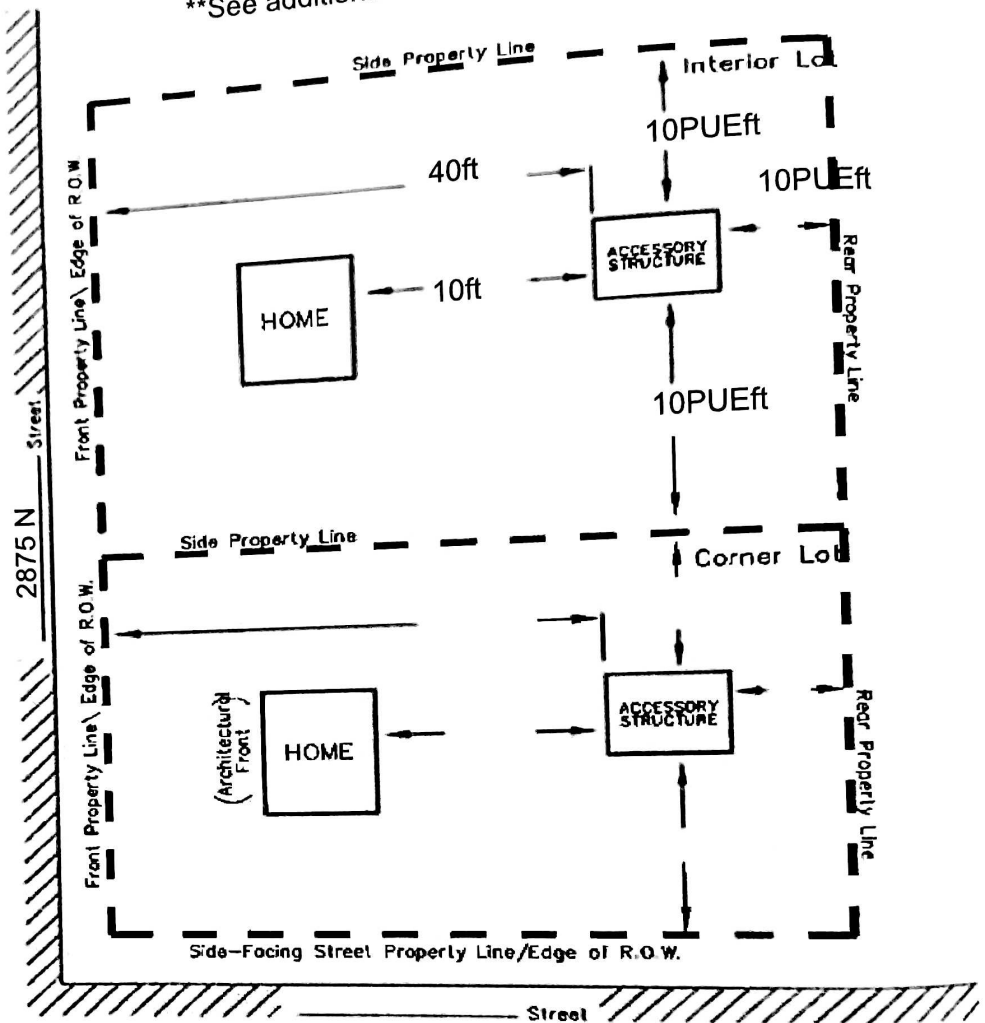 **See addition
Side Property Line
Interior Lot
10PUEft
40ft
10PUEft
Front Property Line\ Edge of R.O.W.
ACCESSORY
STRUCTURE
Rear Property Line
10ft
HOME
10PUEft
2875 N Street
Side Property Line
Corner Lot
Front Property Line\ Edge of R.O.W.
(Architectural
Front)
HOME
ACCESSORY
STRUCTURE
Rear Property Line
Side-Facing Street Property Line/Edge of R.O.W.
Street